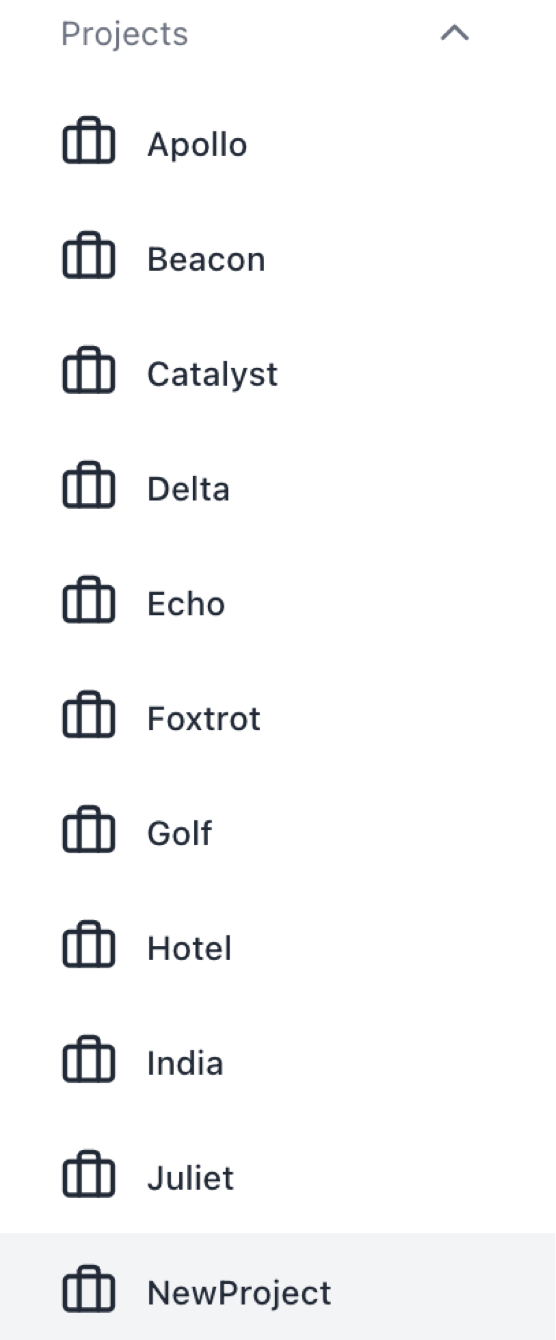 Projects
Apollo
Beacon
Catalyst
Delta
Echo
Foxtrot
Golf
Hotel
India
Juliet
NewProject